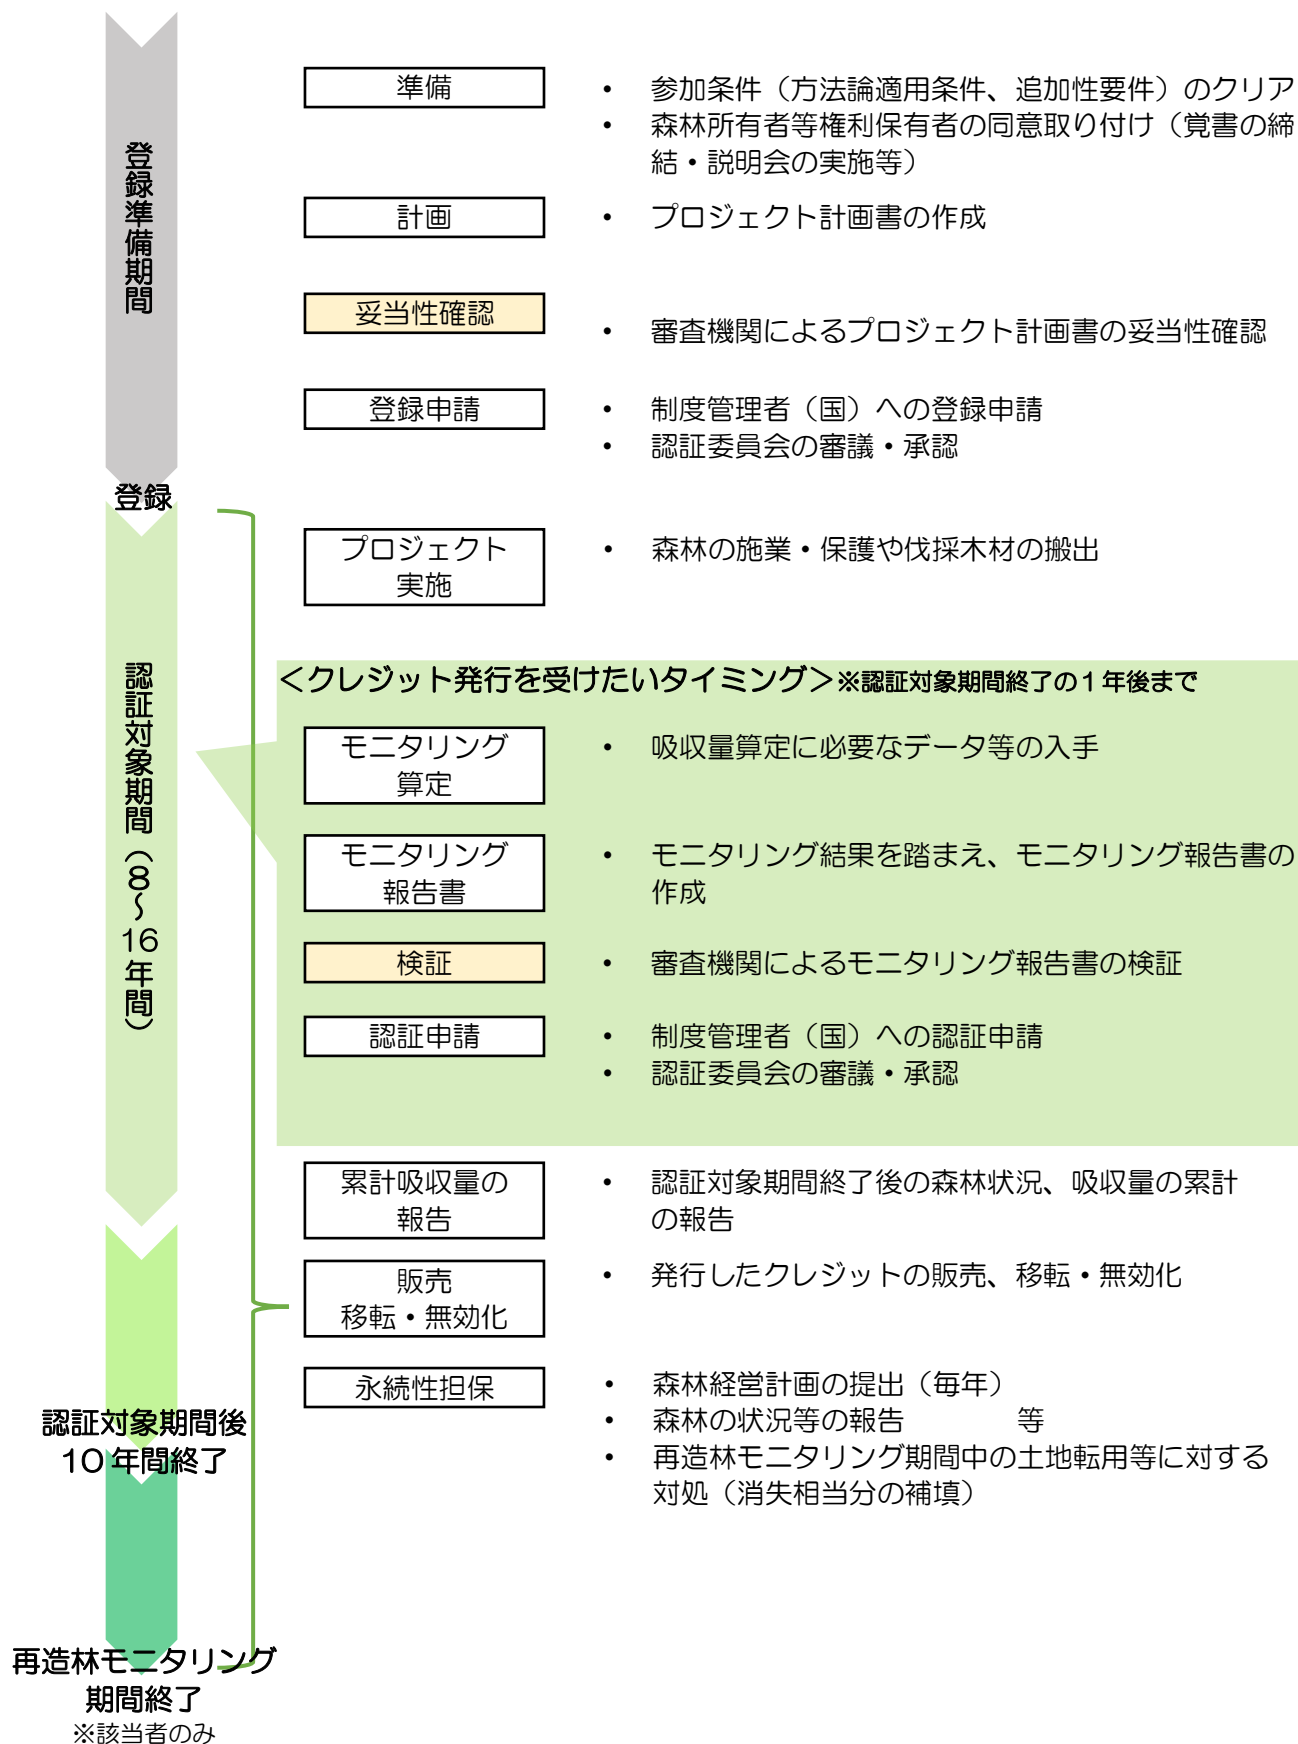 登録準備期間
準備
・ 参加条件（方法論適用条件、追加性要件）のクリア
・ 森林所有者等権利保有者の同意取り付け（覚書の締
結・説明会の実施等）
計画
・ プロジェクト計画書の作成
妥当性確認
・ 審査機関によるプロジェクト計画書の妥当性確認
登録申請
・ 制度管理者（国）への登録申請
・ 認証委員会の審議・承認
登録
認証対象期間（8～16年間）
プロジェクト
実施
・ 森林の施業・保護や伐採木材の搬出
＜クレジット発行を受けたいタイミング＞※認証対象期間終了の１年後まで
モニタリング
算定
・ 吸収量算定に必要なデータ等の入手
モニタリング
報告書
・ モニタリング結果を踏まえ、モニタリング報告書の
作成
検証
・ 審査機関によるモニタリング報告書の検証
認証申請
・ 制度管理者（国）への認証申請
・ 認証委員会の審議・承認
累計吸収量の
報告
・ 認証対象期間終了後の森林状況、吸収量の累計
の報告
販売
移転・無効化
・ 発行したクレジットの販売、移転・無効化
永続性担保
・ 森林経営計画の提出（毎年）
・ 森林の状況等の報告　　　　等
・ 再造林モニタリング期間中の土地転用等に対する
対処（消失相当分の補填）
認証対象期間後
10年間終了
再造林モニタリング
期間終了
※該当者のみ